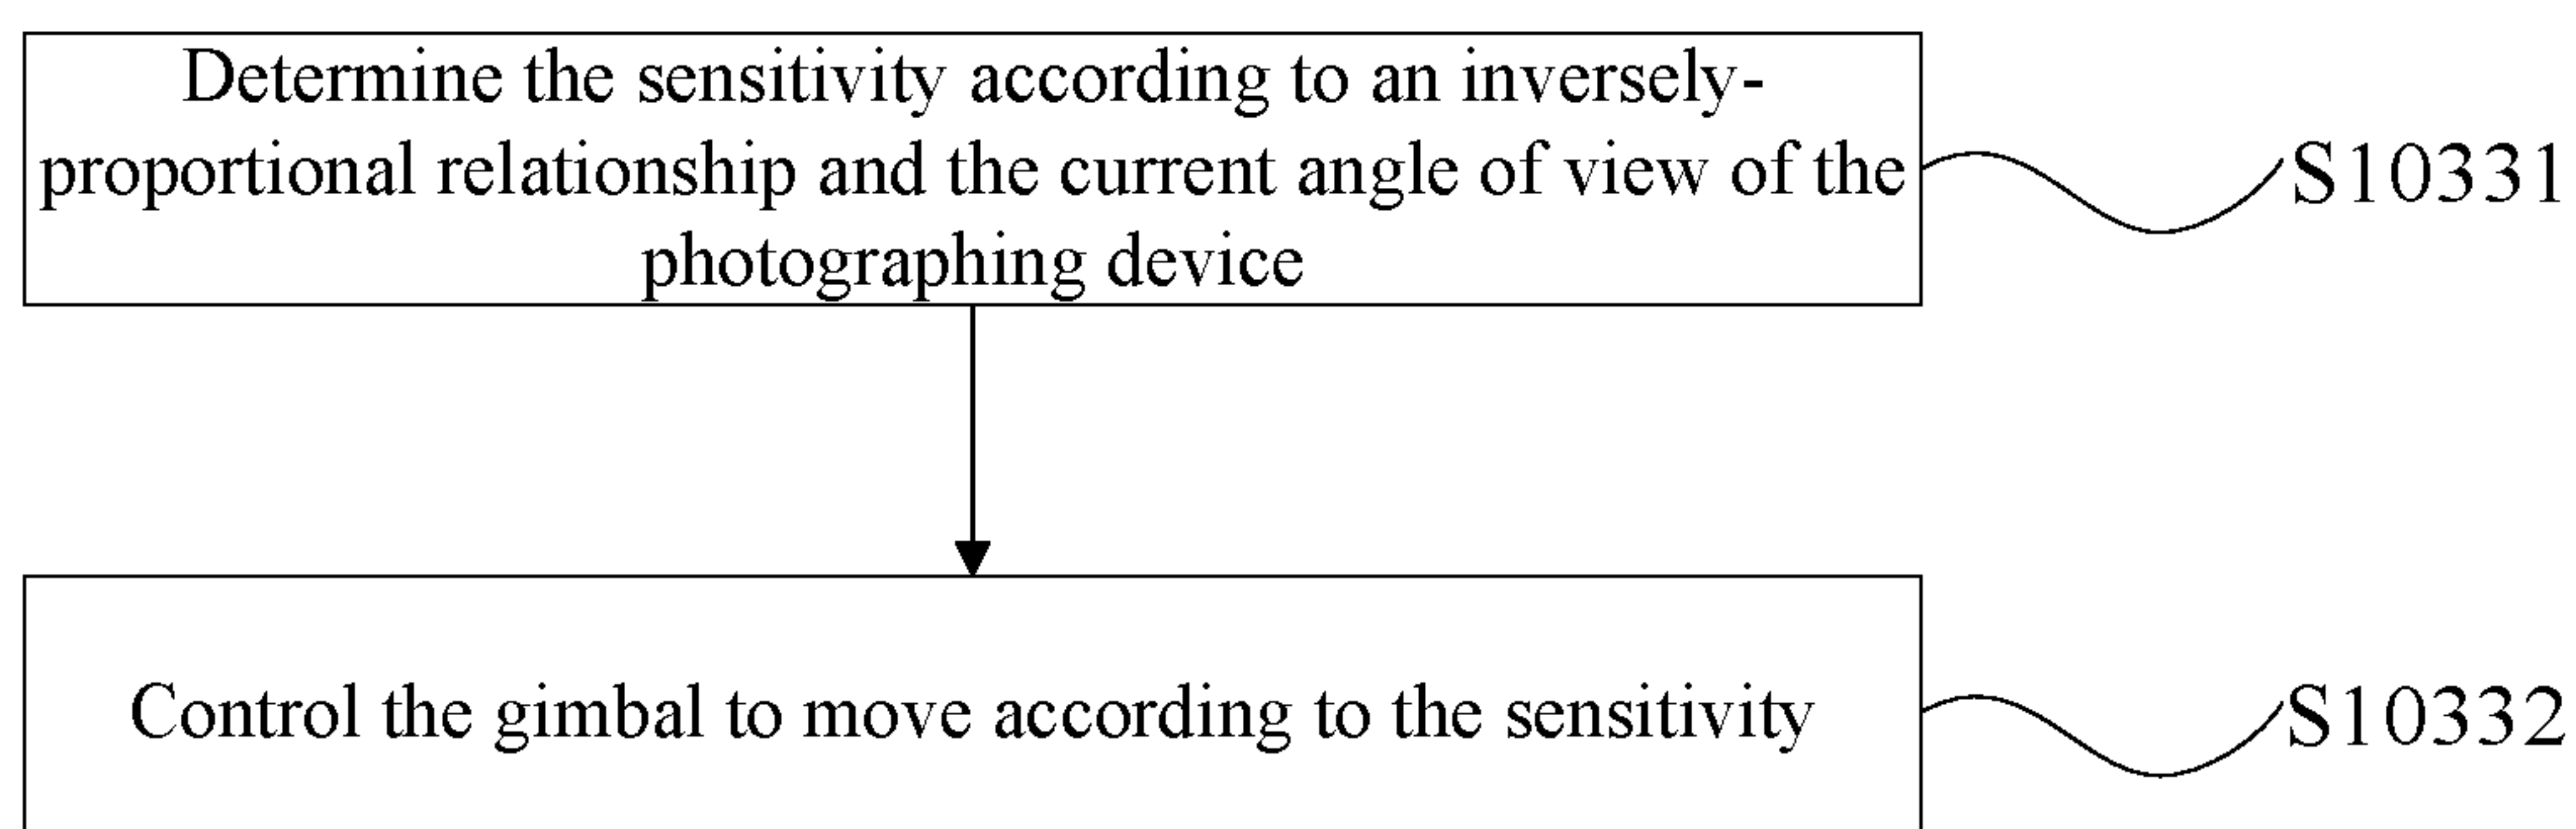 Determine the sensitivity according to an inversely-
proportional relationship and the current angle of view of the
photographing device
S10331
Control the gimbal to move according to the sensitivity
S10332